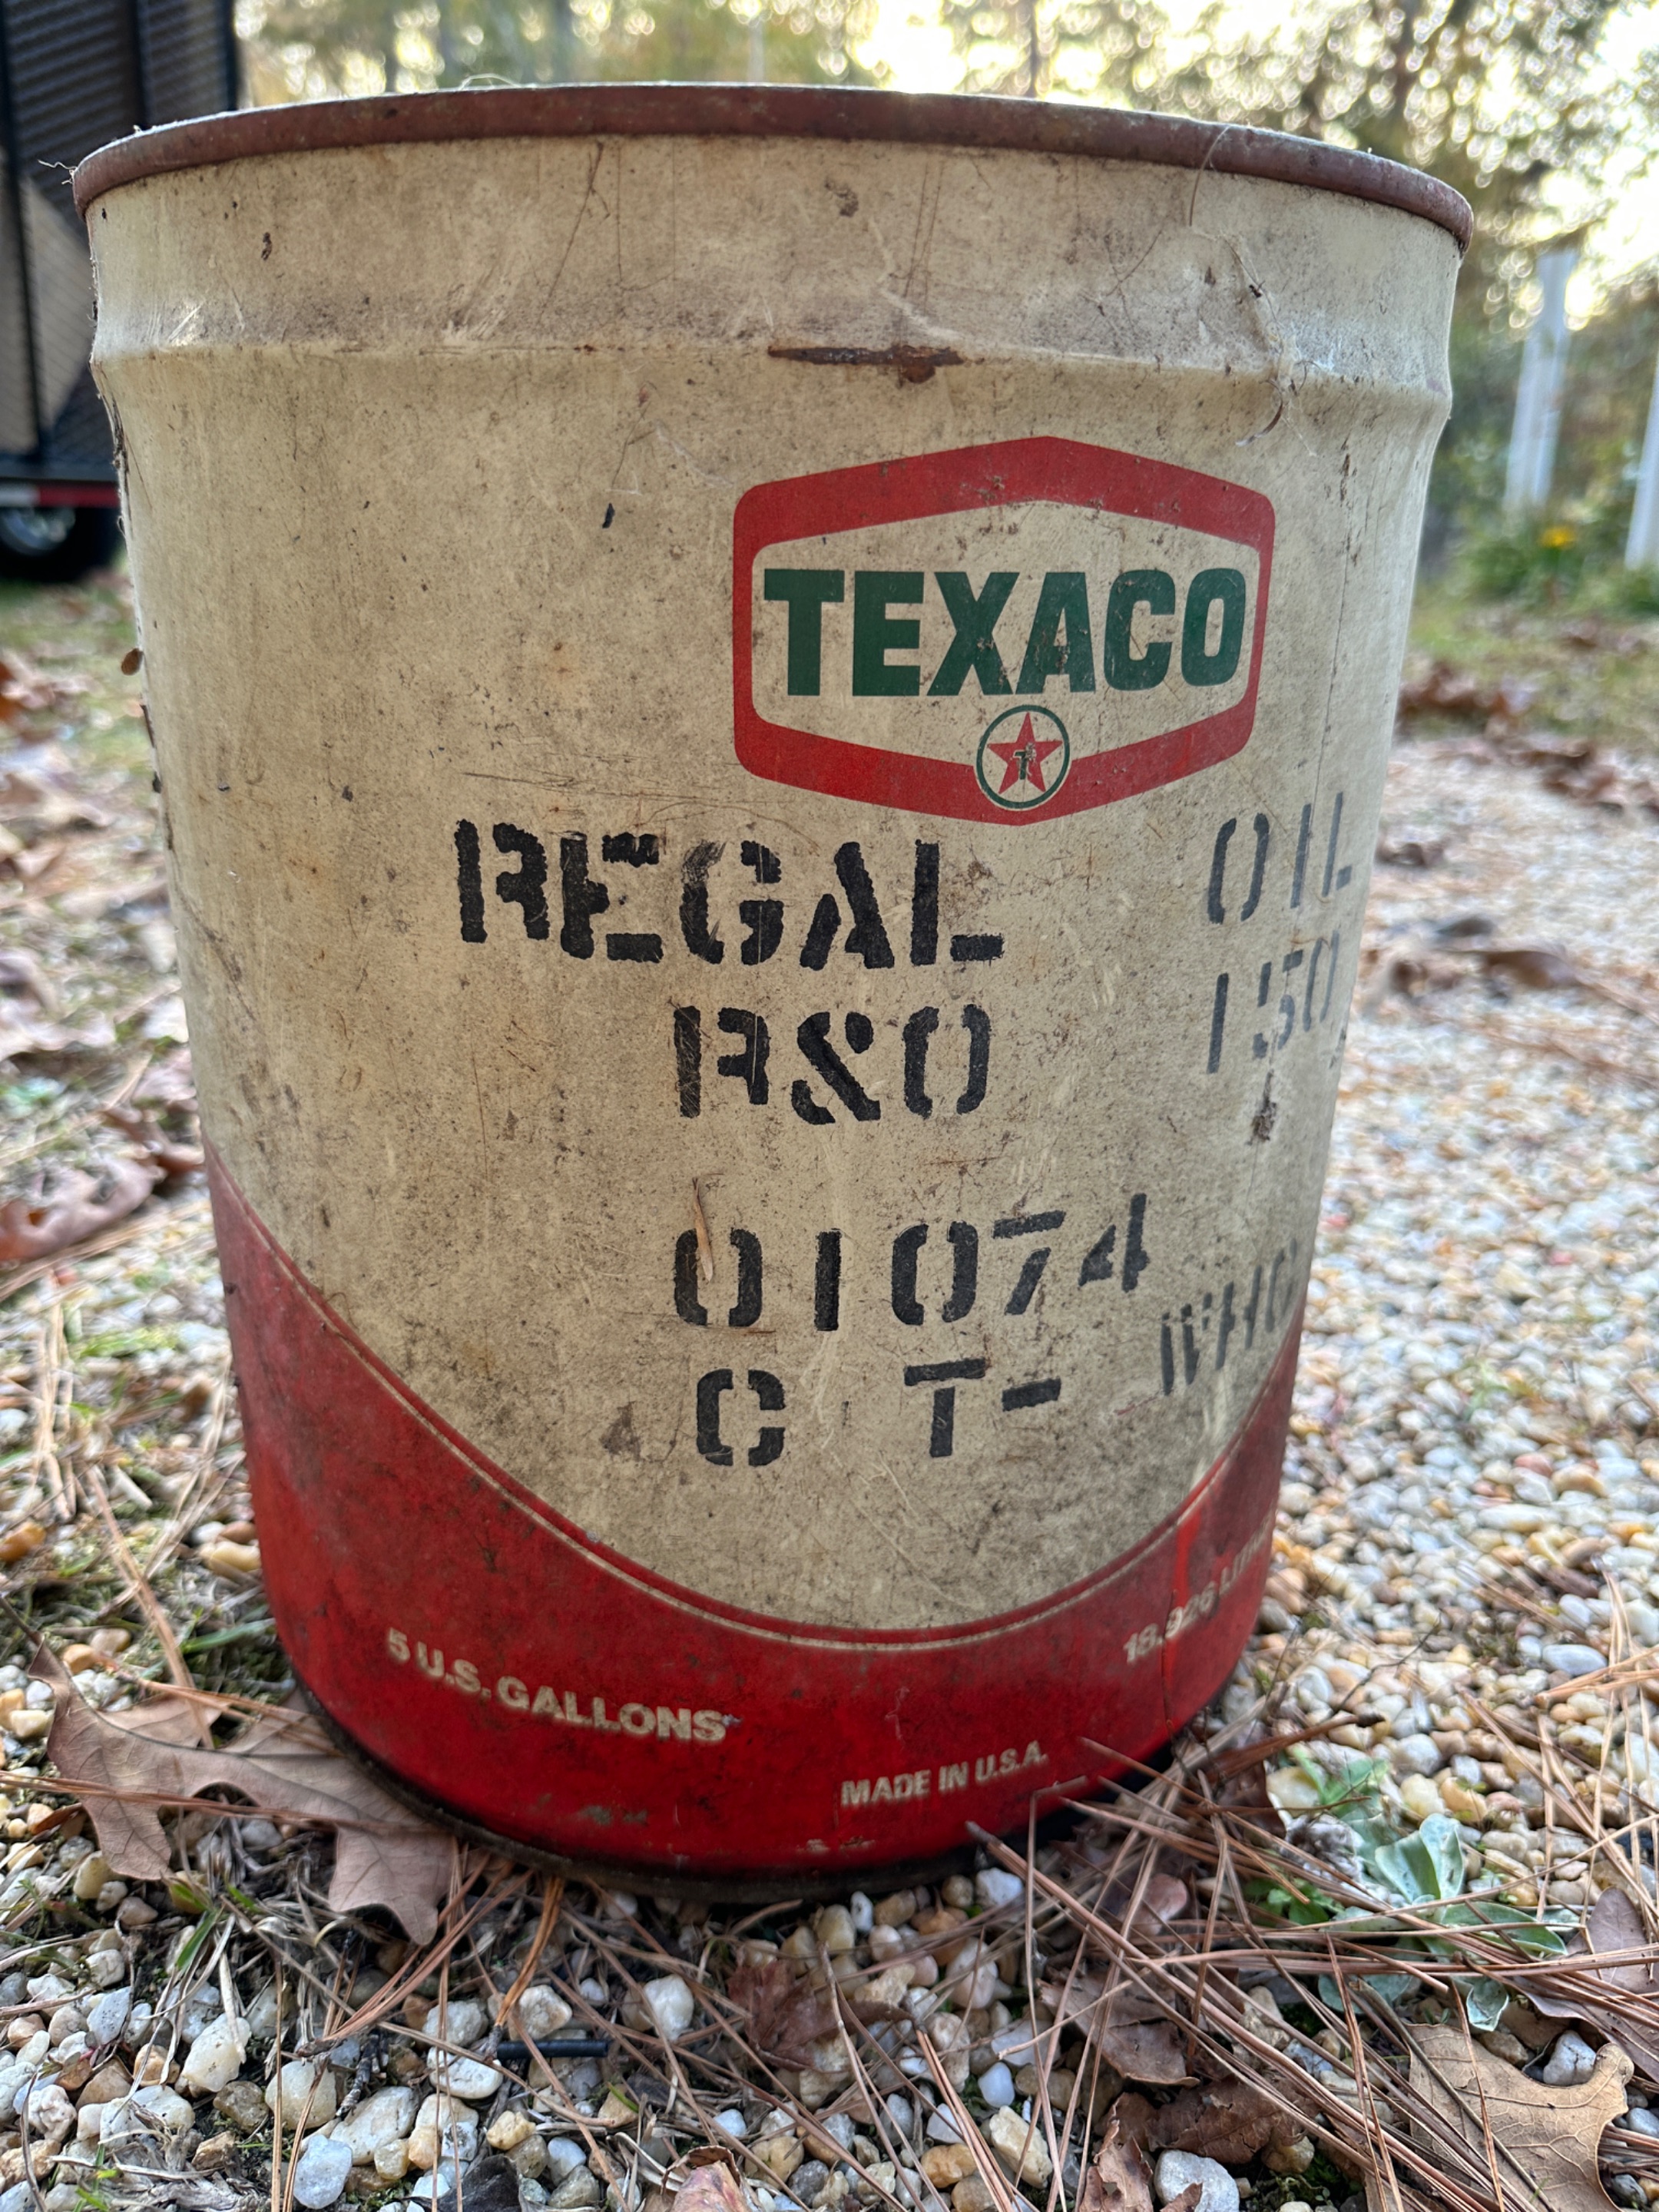 TEXACO
T
REGAL OIL
R&O 150
01074
C T-
5 U.S. GALLONS
MADE IN U.S.A.